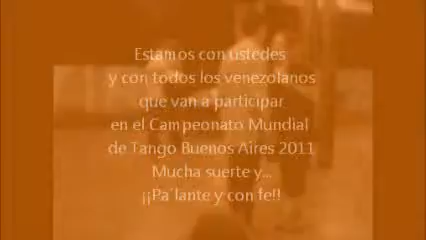 Estamos con ustedes
y con todos los venezolanos
que van a participar
en el Campeonato Mundial
de Tango Buenos Aires 2011
Mucha suerte y...
¡¡Pa´lante y con fe!!